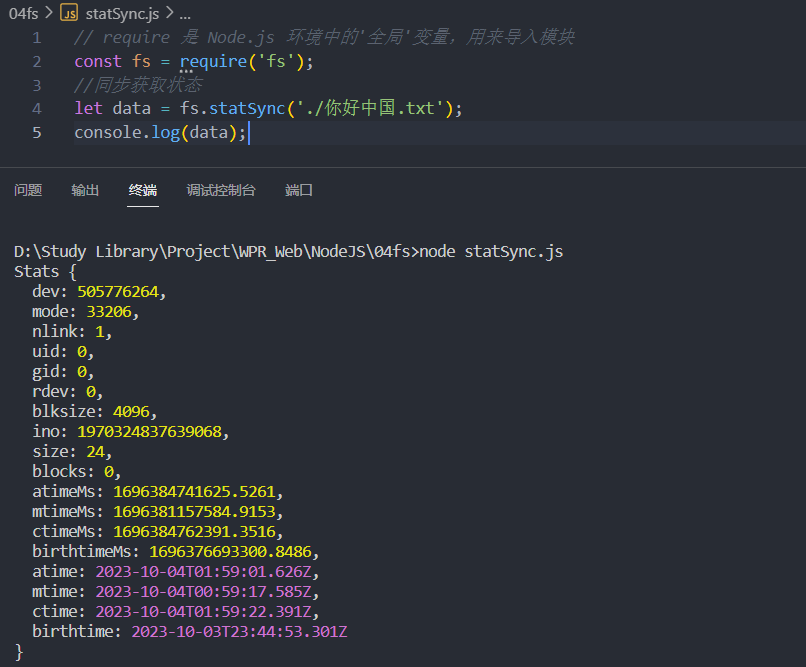 04fs > JS statSync.js > ...
1 // require 是 Node.js 环境中的'全局'变量，用来导入模块
2 const fs = require('fs');
3 //同步获取状态
4 let data = fs.statSync('./你好中国.txt');
5 console.log(data);
问题 输出 终端 调试控制台 端口
D:\Study Library\Project\WPR_Web\NodeJS\04fs>node statSync.js
Stats {
  dev: 505776264,
  mode: 33206,
  nlink: 1,
  uid: 0,
  gid: 0,
  rdev: 0,
  blksize: 4096,
  ino: 1970324837639068,
  size: 24,
  blocks: 0,
  atimeMs: 1696384741625.5261,
  mtimeMs: 1696381157584.9153,
  ctimeMs: 1696384762391.3516,
  birthtimeMs: 1696376693300.8486,
  atime: 2023-10-04T01:59:01.626Z,
  mtime: 2023-10-04T00:59:17.585Z,
  ctime: 2023-10-04T01:59:22.391Z,
  birthtime: 2023-10-03T23:44:53.301Z
}